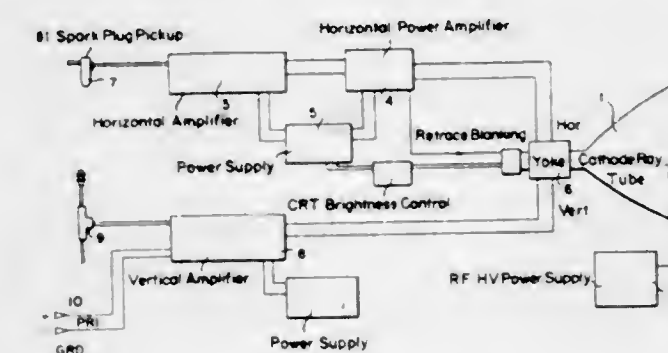 Horizontal Power Amplifier
#1 Spark Plug Pickup
7
3
4
Horizontal Amplifier
5
Power Supply
Retrace Blanking
CRT Brightness Control
Hor
1
Yoke
Cathode Ray
Tube
6
Vert
9
8
Vertical Amplifier
RF HV Power Supply
10
PRI
GRD
Power Supply